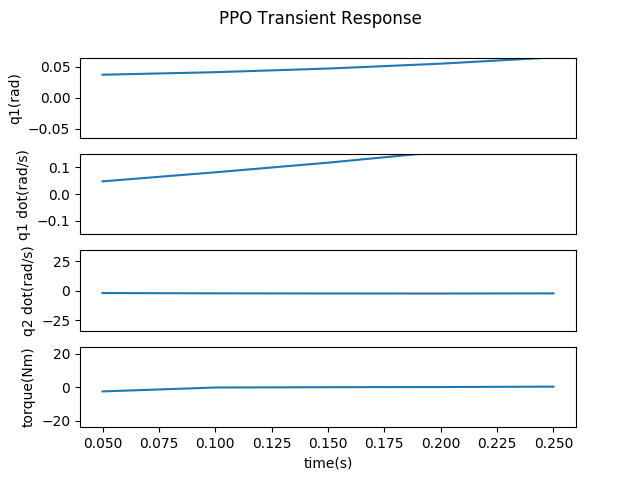 PPO Transient Response
q1(rad)
0.05
0.00
−0.05
q1 dot(rad/s)
0.1
0.0
−0.1
q2 dot(rad/s)
25
0
−25
torque(Nm)
20
0
−20
0.050 0.075 0.100 0.125 0.150 0.175 0.200 0.225 0.250
time(s)